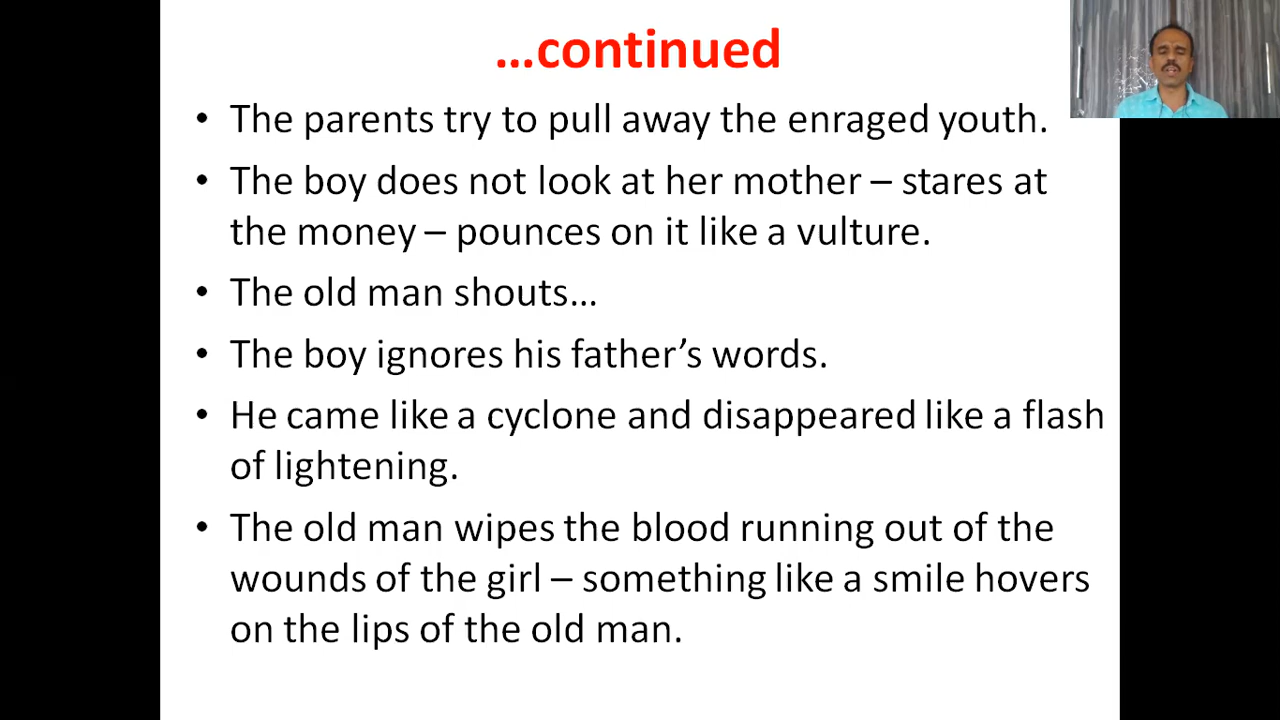 ...continued
• The parents try to pull away the enraged youth.
• The boy does not look at her mother – stares at
the money – pounces on it like a vulture.
• The old man shouts...
• The boy ignores his father's words.
• He came like a cyclone and disappeared like a flash
of lightening.
• The old man wipes the blood running out of the
wounds of the girl – something like a smile hovers
on the lips of the old man.